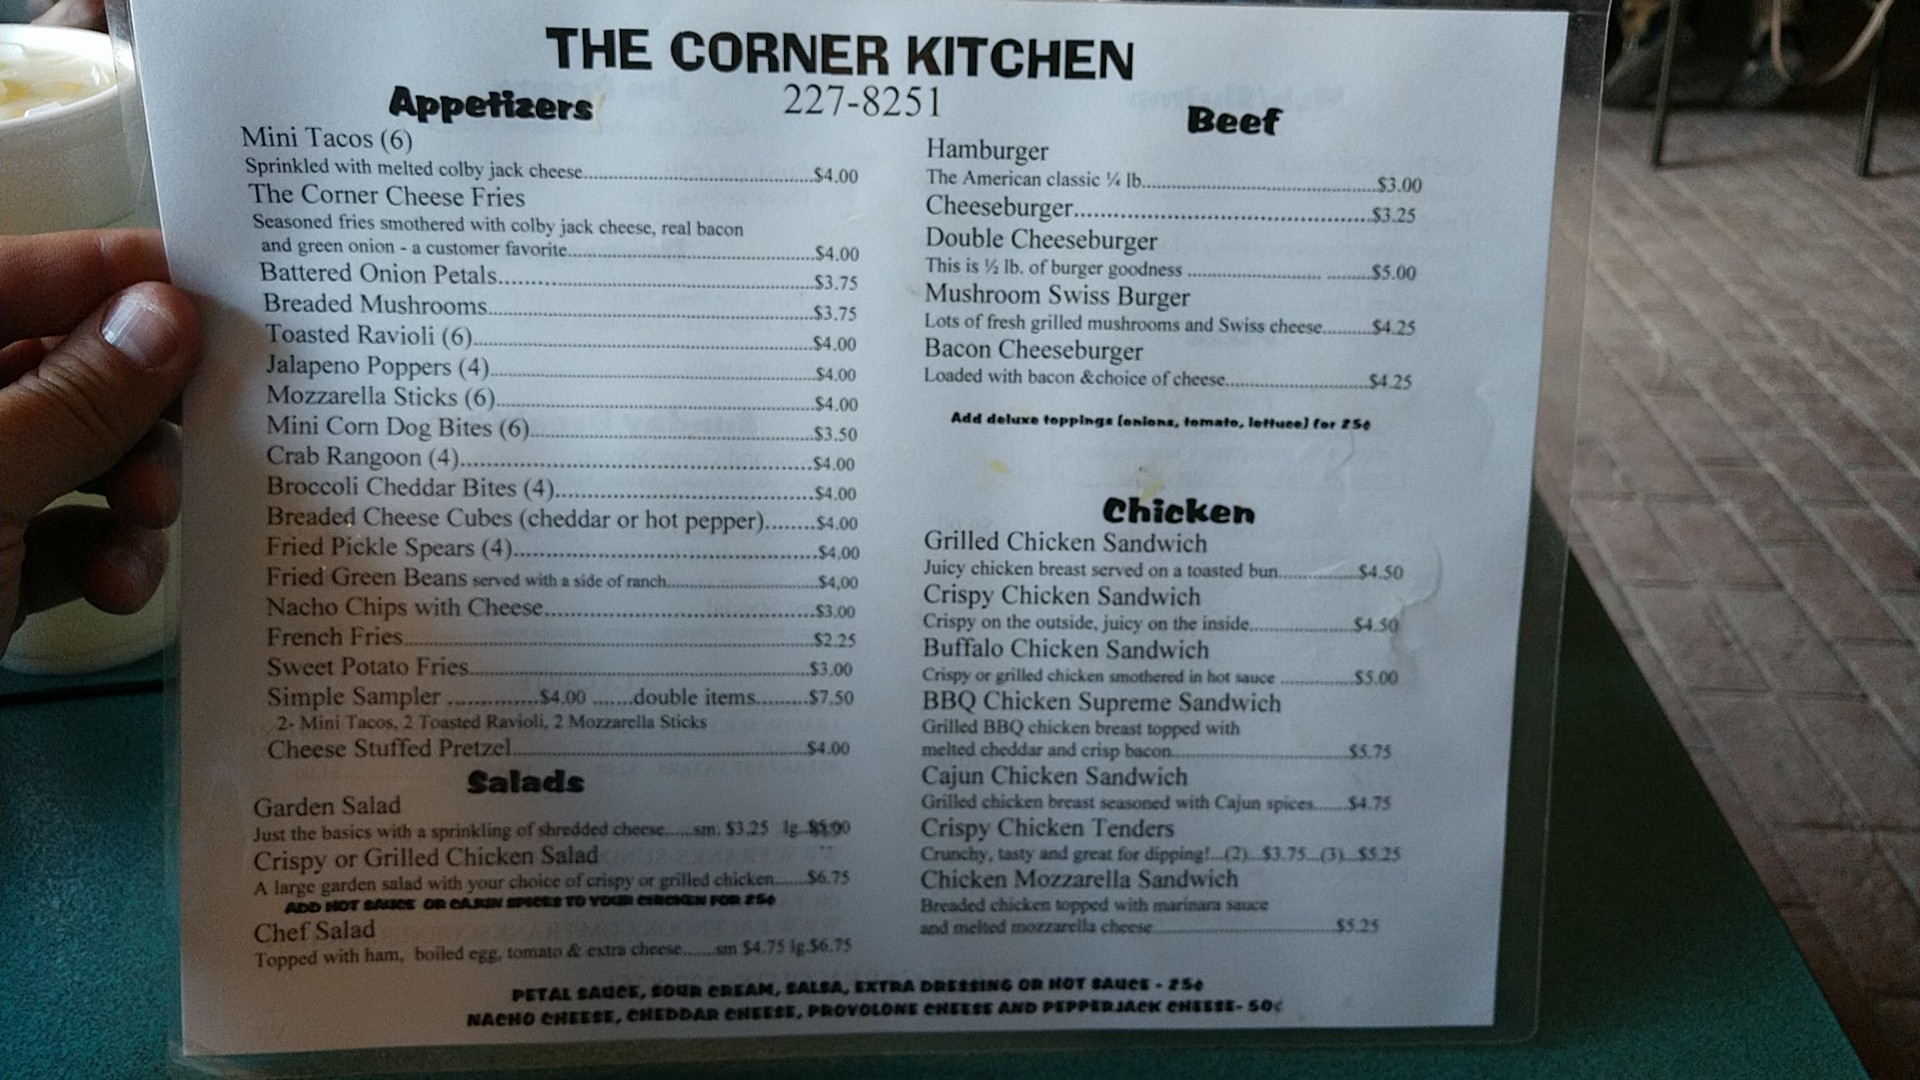 THE CORNER KITCHEN
227-8251
Appetizers
Mini Tacos (6)
Sprinkled with melted colby jack cheese.....$4.00
The Corner Cheese Fries
Seasoned fries smothered with colby jack cheese, real bacon
and green onion - a customer favorite.....$4.00
Battered Onion Petals.....$3.75
Breaded Mushrooms.....$3.75
Toasted Ravioli (6).....$4.00
Jalapeno Poppers (4).....$4.00
Mozzarella Sticks (6).....$4.00
Mini Corn Dog Bites (6).....$3.50
Crab Rangoon (4).....$4.00
Broccoli Cheddar Bites (4).....$4.00
Breaded Cheese Cubes (cheddar or hot pepper).....$4.00
Fried Pickle Spears (4).....$4.00
Fried Green Beans served with a side of ranch.....$4.00
Nacho Chips with Cheese.....$3.00
French Fries.....$2.25
Sweet Potato Fries.....$3.00
Simple Sampler .....$4.00 .....double items.....$7.50
2- Mini Tacos, 2 Toasted Ravioli, 2 Mozzarella Sticks
Cheese Stuffed Pretzel.....$4.00
Salads
Garden Salad
Just the basics with a sprinkling of shredded cheese.....sm. $3.25 lg..
Crispy or Grilled Chicken Salad
A large garden salad with your choice of crispy or grilled chicken.....$6.75
ADD HOT SAUCE OR CAJUN SPICES TO YOUR CHICKEN FOR 25¢
Chef Salad
Topped with ham, boiled egg, tomato & extra cheese.....sm $4.75 lg.$6.75
Beef
Hamburger
The American classic ¼ lb.....$3.00
Cheeseburger.....$3.25
Double Cheeseburger
This is ½ lb. of burger goodness .....$5.00
Mushroom Swiss Burger
Lots of fresh grilled mushrooms and Swiss cheese.....$4.25
Bacon Cheeseburger
Loaded with bacon &choice of cheese.....$4.25
Add deluxe toppings (onions, tomato, lettuce) for 25¢
Chicken
Grilled Chicken Sandwich
Juicy chicken breast served on a toasted bun.....$4.50
Crispy Chicken Sandwich
Crispy on the outside, juicy on the inside.....$4.50
Buffalo Chicken Sandwich
Crispy or grilled chicken smothered in hot sauce .....$5.00
BBQ Chicken Supreme Sandwich
Grilled BBQ chicken breast topped with
melted cheddar and crisp bacon.....$5.75
Cajun Chicken Sandwich
Grilled chicken breast seasoned with Cajun spices.....$4.75
Crispy Chicken Tenders
Crunchy, tasty and great for dipping!...(2)...$3.75...(3)...$5.25
Chicken Mozzarella Sandwich
Breaded chicken topped with marinara sauce
and melted mozzarella cheese.....$5.25
PETAL SAUCE, SOUR CREAM, SALSA, EXTRA DRESSING OR HOT SAUCE - 25¢
NACHO CHEESE, CHEDDAR CHEESE, PROVOLONE CHEESE AND PEPPERJACK CHEESE- 50¢